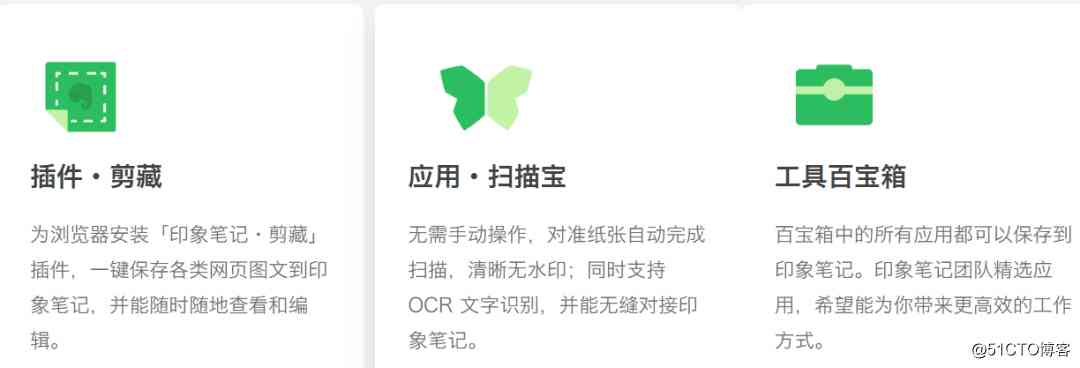 插件·剪藏
为浏览器安装「印象笔记·剪藏」
插件，一键保存各类网页图文到印
象笔记，并能随时随地查看和编
辑。
应用·扫描宝
无需手动操作，对准纸张自动完成
扫描，清晰无水印；同时支持
OCR 文字识别，并能无缝对接印
象笔记。
工具百宝箱
百宝箱中的所有应用都可以保存到
印象笔记。印象笔记团队精选应
用，希望能为你带来更高效的工作
方式。
@51CTO博客